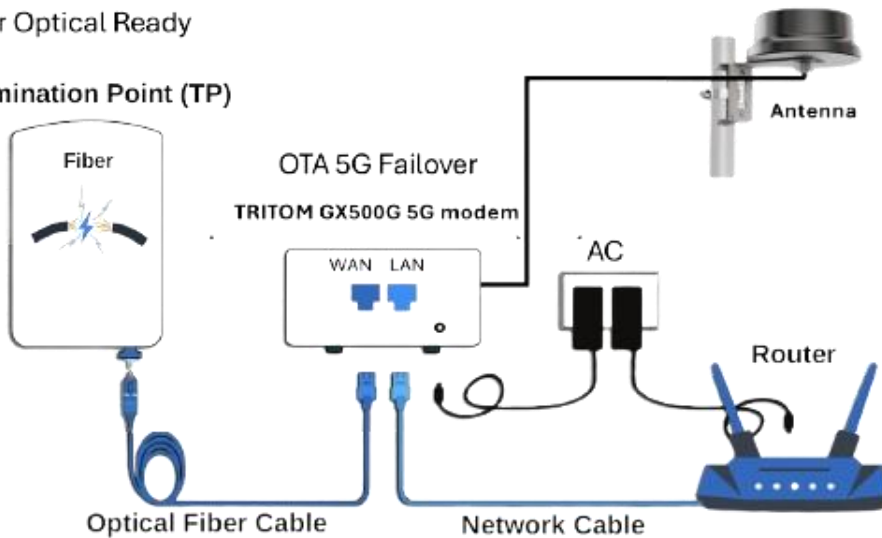 r Optical Ready
mination Point (TP)
Fiber
OTA 5G Failover
TRITOM GX500G 5G modem
WAN LAN
Antenna
AC
Router
Optical Fiber Cable
Network Cable